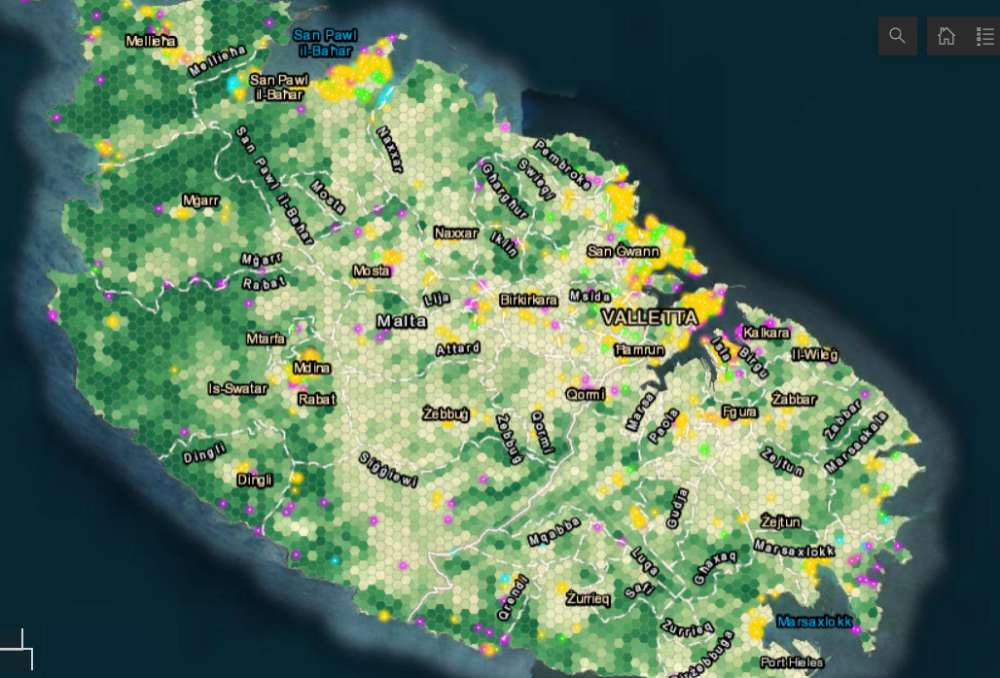 San Pawl
il-Baħar
Mellieħa
Mellieħa
San Pawl
il-Baħar
Naxxar
San Pawl il-Baħar
Pembroke
Swieqi
Għargħur
Mosta
Mġarr
Naxxar
Iklin
San Ġwann
Mġarr
Rabat
Mosta
Lija
Birkirkara
Msida
VALLETTA
Malta
Kalkara
Mtarfa
Attard
Ħamrun
Isla
Birgu
Il-Wileġ
Mdina
Is-Swatar
Rabat
Qormi
Żabbar
Żebbuġ
Marsa
Paola
Fgura
Żabbar
Marsaskala
Żebbuġ
Qormi
Dingli
Siġġiewi
Żejtun
Dingli
Gudja
Żejtun
Mqabba
Marsaxlokk
Luqa
Għaxaq
Safi
Qrendi
Żurrieq
Żurrieq
Marsaxlokk
Birżebbuġa
Port Hieles